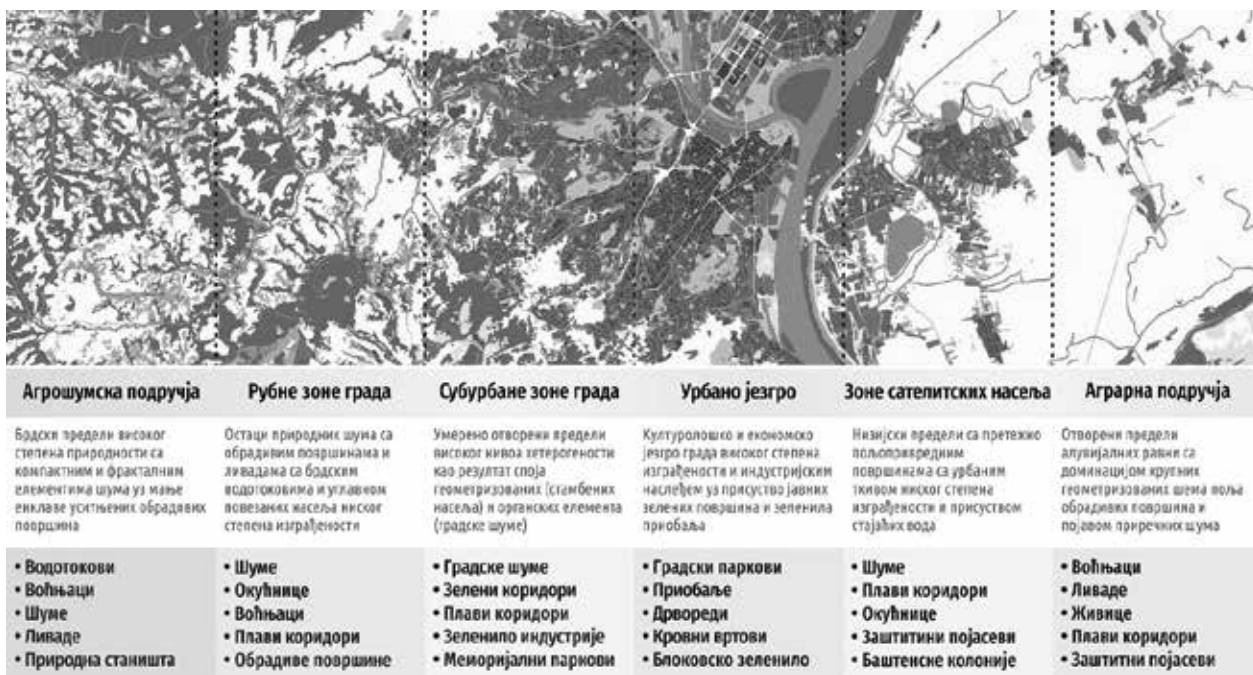 Агрошумска подручја
Рубне зоне града
Субурбане зоне града
Урбано језгро
Зоне сателитских насеља
Аграрна подручја
Брдски предели високог
степена природности са
компактним и фракталним
елементима шума уз мање
енклаве уситњених обрадивих
површина
Остаци природних шума са
обрадивим површинама и
ливадама са брдским
водотоковима и углавном
повезаних насеља ниског
степена изграђености
Умерено отворени предели
високог нивоа хетерогености
као резултат споја
геометризованих (стамбених
насеља) и органских елемента
(градске шуме)
Културолошко и економско
језгро града високог степена
изграђености и индустријским
наслеђем уз присуство јавних
зелених површина и зеленила
приобаља
Низијски предели са претежно
пољопривредним
површинама са урбаним
ткивом ниског степена
изграђености и присуством
стајаћих вода
Отворени предели
алувијалних равни са
доминацијом крупних
геометризованих шема поља
обрадивих површина и
појавом приречних шума
• Водотокови
• Воћњаци
• Шуме
• Ливаде
• Природна станишта
• Шуме
• Окућнице
• Воћњаци
• Плави коридори
• Обрадиве површине
• Градске шуме
• Зелени коридори
• Плави коридори
• Зеленило индустрије
• Меморијални паркови
• Градски паркови
• Приобаље
• Дрвореди
• Кровни вртови
• Блоковско зеленило
• Шуме
• Плави коридори
• Окућнице
• Заштитини појасеви
• Баштенске колоније
• Воћњаци
• Ливаде
• Живице
• Плави коридори
• Заштитни појасеви